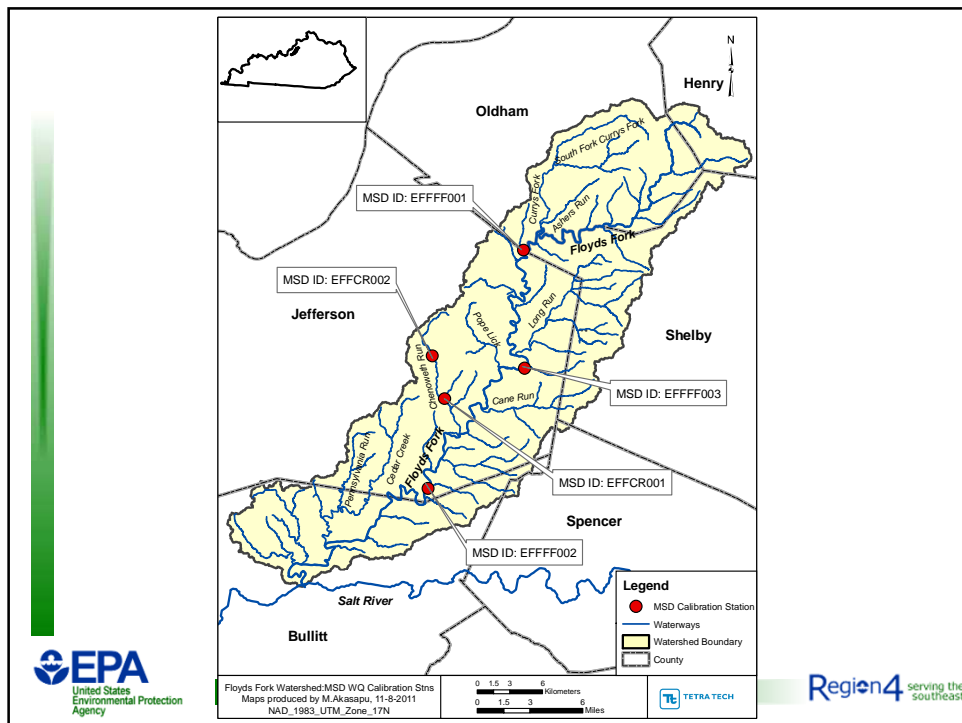 N
Henry
Oldham
South Fork Currys Fork
MSD ID: EFFFF001
Currys Fork
Ashers Run
Floyds Fork
MSD ID: EFFCR002
Jefferson
Long Run
Pope Lick
Shelby
Chenoweth Run
MSD ID: EFFFF003
Cane Run
Pennsylvania Run
Cedar Creek
Floyds Fork
MSD ID: EFFCR001
Spencer
MSD ID: EFFFF002
Salt River
Bullitt
Legend
MSD Calibration Station
Waterways
Watershed Boundary
County
Floyds Fork Watershed:MSD WQ Calibration Stns
Maps produced by M.Akasapu, 11-8-2011
NAD_1983_UTM_Zone_17N
0 1.5 3 6
Kilometers
0 1.5 3 6
Miles
Tt TETRA TECH
EPA
United States
Environmental Protection
Agency
Region4 serving the
southeast